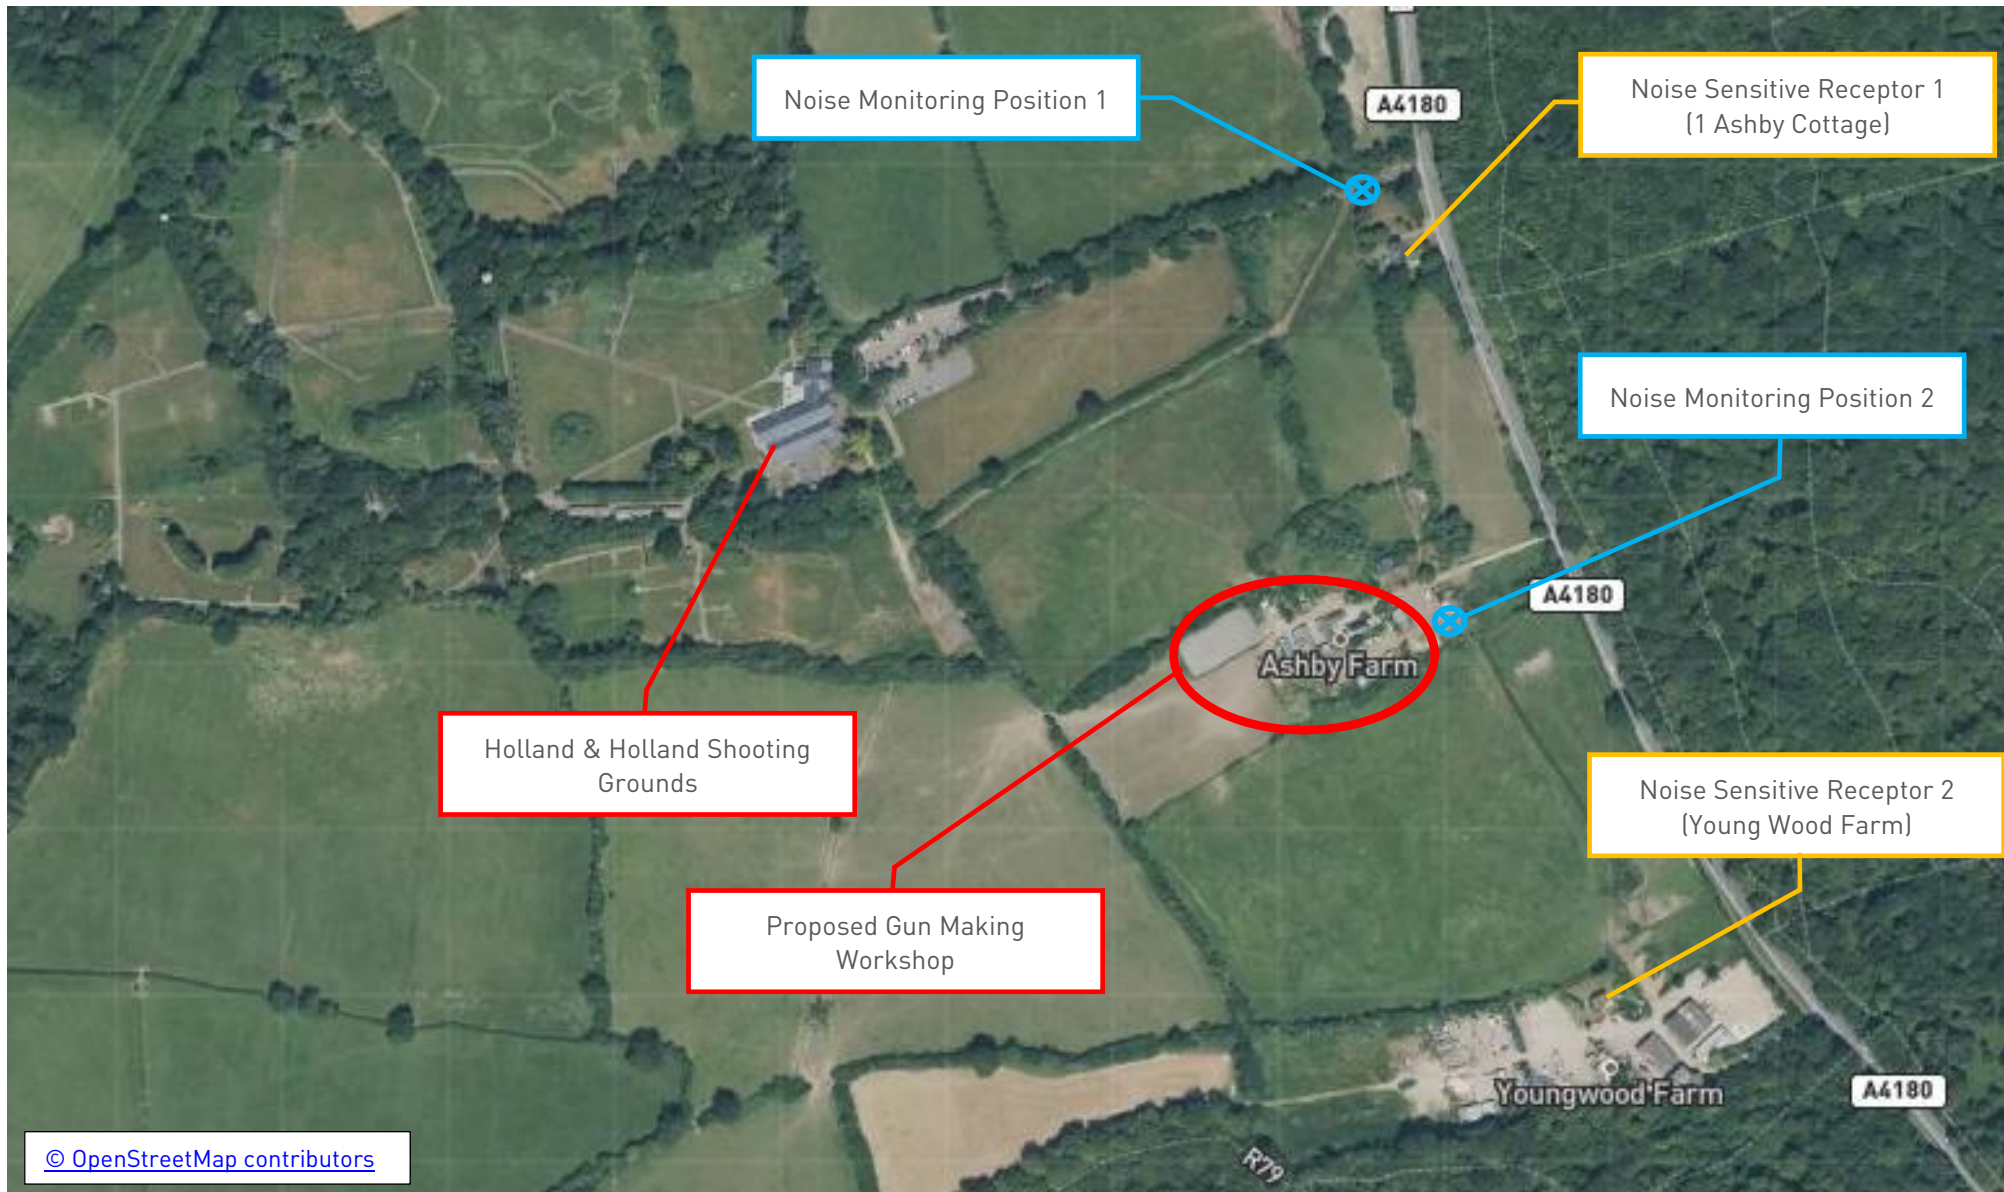 Noise Monitoring Position 1
A4180
Noise Sensitive Receptor 1
(1 Ashby Cottage)
Noise Monitoring Position 2
A4180
Ashby Farm
Holland & Holland Shooting
Grounds
Noise Sensitive Receptor 2
(Young Wood Farm)
Proposed Gun Making
Workshop
Youngwood Farm
A4180
© OpenStreetMap contributors
R79